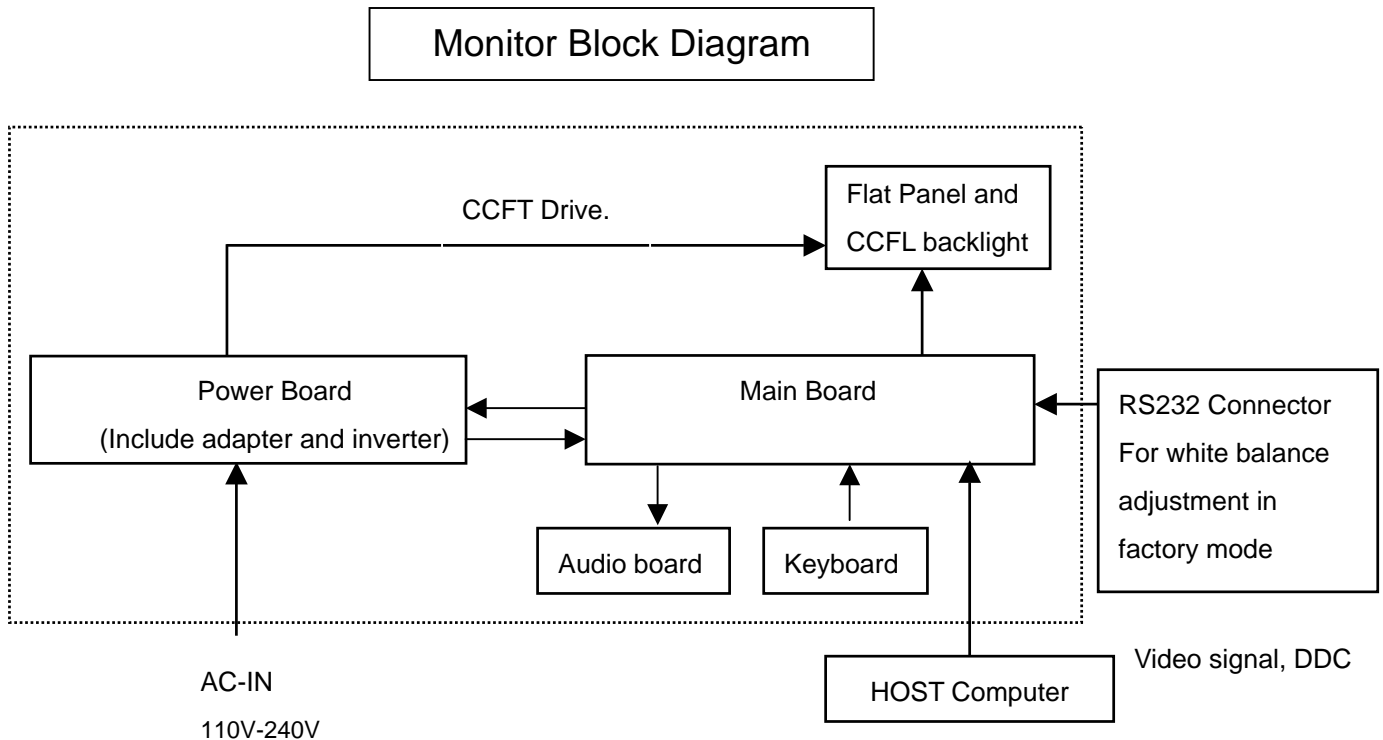 Monitor Block Diagram
CCFT Drive.
Flat Panel and
CCFL backlight
Power Board
(Include adapter and inverter)
Main Board
RS232 Connector
For white balance
adjustment in
factory mode
Audio board
Keyboard
AC-IN
110V-240V
HOST Computer
Video signal, DDC